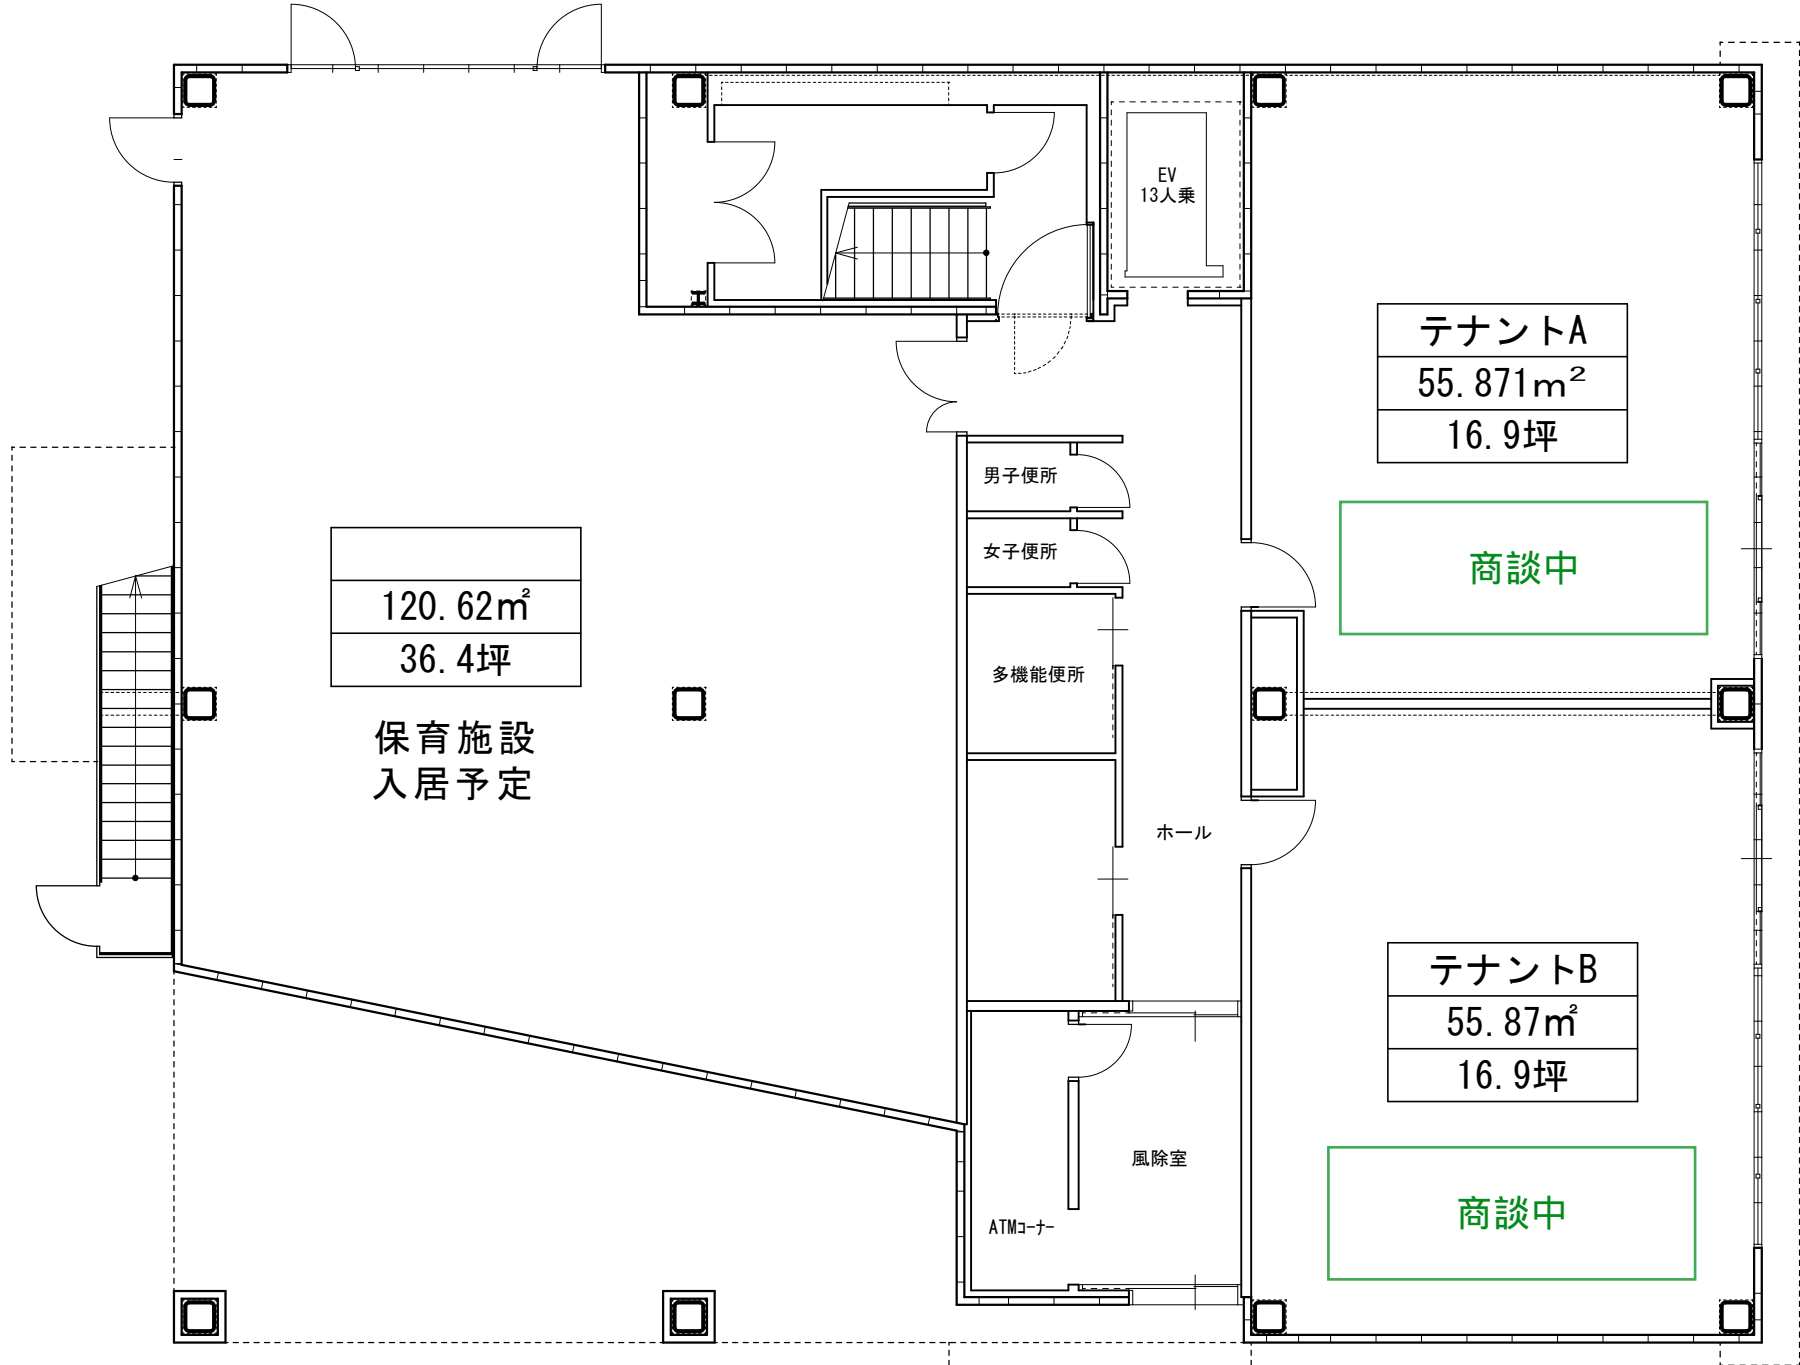 EV
13人乗
テナントA
55.871m²
16.9坪
商談中
男子便所
女子便所
多機能便所
120.62㎡
36.4坪
保育施設
入居予定
ホール
テナントB
55.87㎡
16.9坪
商談中
風除室
ATMｺｰﾅｰ